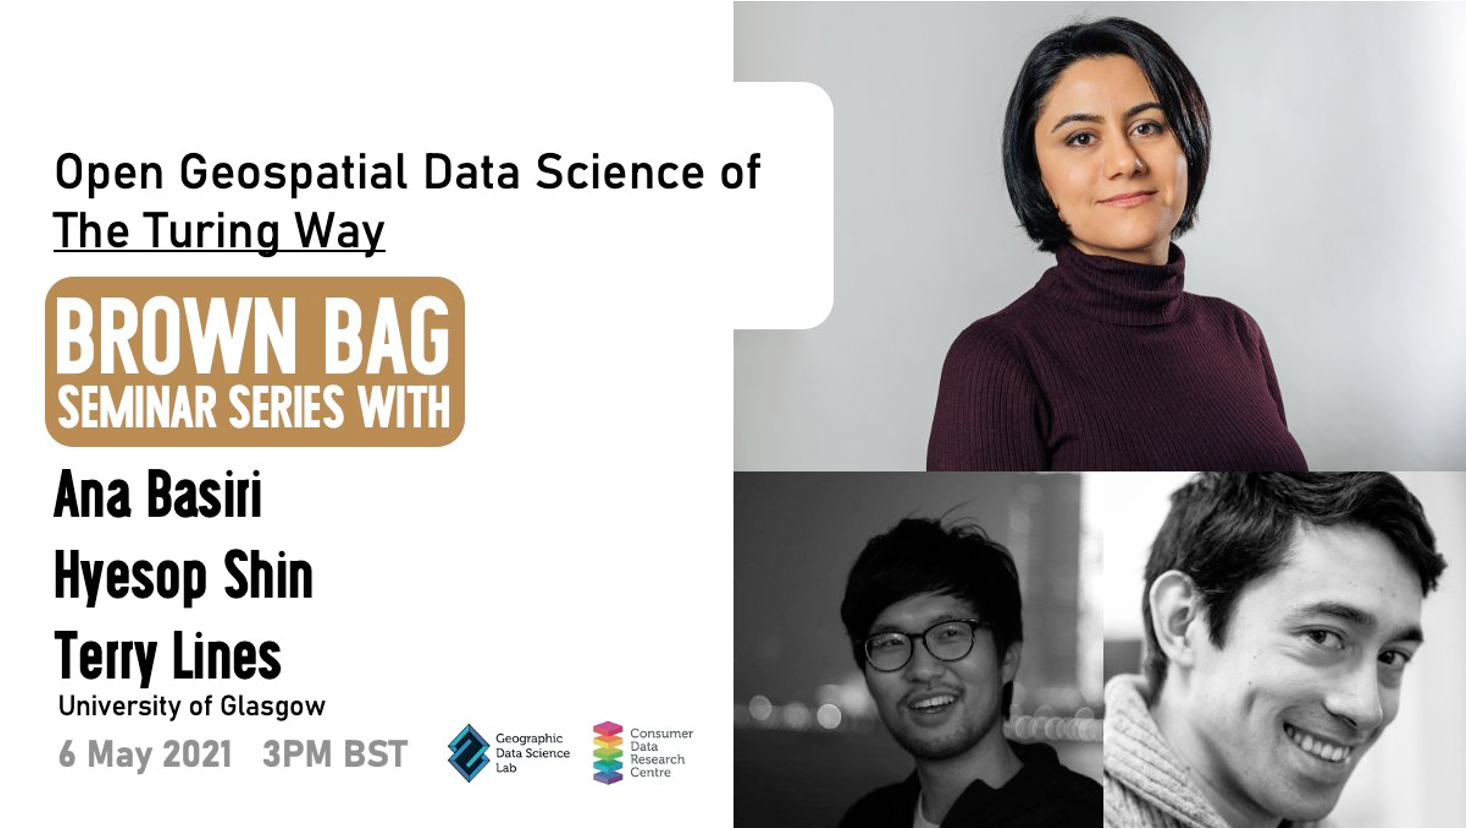 Open Geospatial Data Science of
The Turing Way
BROWN BAG
SEMINAR SERIES WITH
Ana Basiri
Hyesop Shin
Terry Lines
University of Glasgow
6 May 2021 3PM BST
Geographic
Data Science
Lab
Consumer
Data
Research
Centre